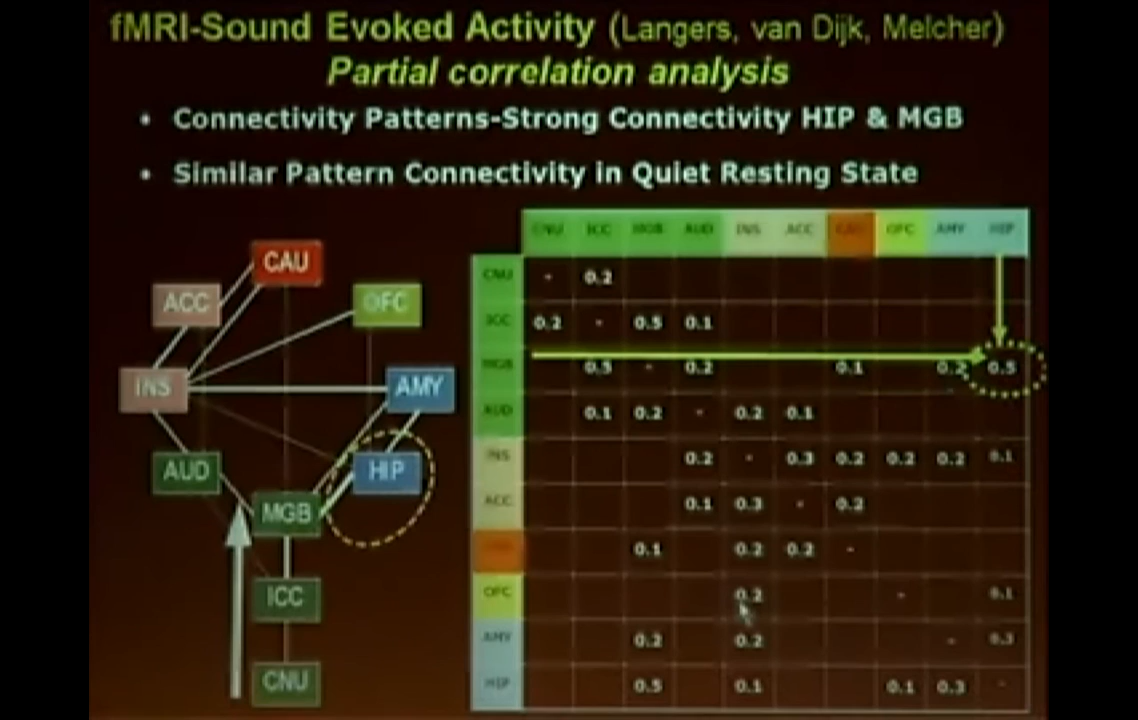 fMRI-Sound Evoked Activity (Langers, van Dijk, Melcher)
Partial correlation analysis
• Connectivity Patterns-Strong Connectivity HIP & MGB
• Similar Pattern Connectivity in Quiet Resting State
CAU
ACC
OFC
INS
AMY
AUD
HIP
MGB
ICC
CNU
CNU ICC MGB AUD INS ACC CAU OFC AMY HIP
CNU - 0.2
ICC 0.2 - 0.5 0.1
MGB 0.5 - 0.2 0.1 0.2 0.5
AUD 0.1 0.2 - 0.2 0.1
INS 0.2 - 0.3 0.2 0.2 0.2 0.1
ACC 0.1 0.3 - 0.2
0.1 0.2 0.2 -
OFC 0.2 - 0.1
AMY 0.2 0.2 - 0.3
HIP 0.5 0.1 0.1 0.3 -